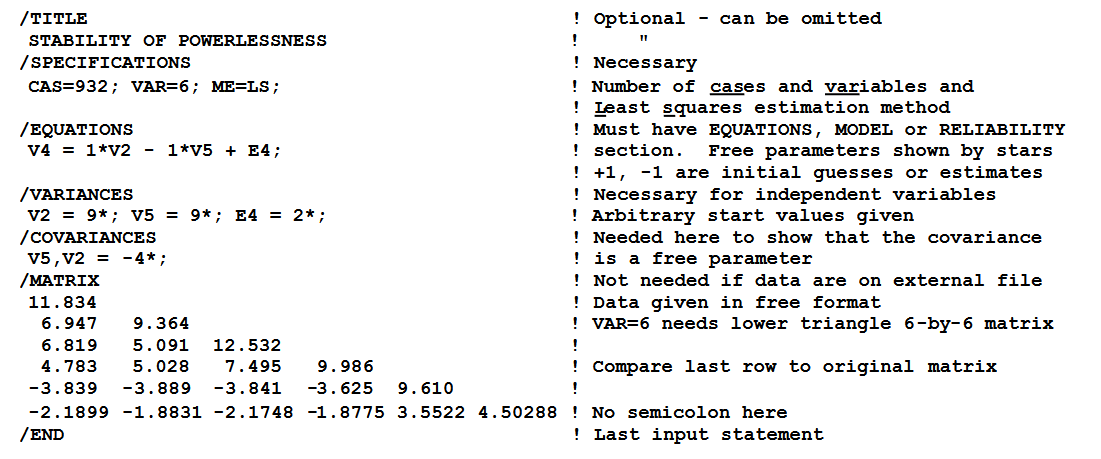 /TITLE ! Optional - can be omitted
STABILITY OF POWERLESSNESS ! "
/SPECIFICATIONS ! Necessary
CAS=932; VAR=6; ME=LS; ! Number of cases and variables and
! Least squares estimation method
/EQUATIONS ! Must have EQUATIONS, MODEL or RELIABILITY
V4 = 1*V2 - 1*V5 + E4; ! section. Free parameters shown by stars
! +1, -1 are initial guesses or estimates
/VARIANCES ! Necessary for independent variables
V2 = 9*; V5 = 9*; E4 = 2*; ! Arbitrary start values given
/COVARIANCES ! Needed here to show that the covariance
V5,V2 = -4*; ! is a free parameter
/MATRIX ! Not needed if data are on external file
11.834 ! Data given in free format
6.947 9.364 ! VAR=6 needs lower triangle 6-by-6 matrix
6.819 5.091 12.532 !
4.783 5.028 7.495 9.986 ! Compare last row to original matrix
-3.839 -3.889 -3.841 -3.625 9.610 !
-2.1899 -1.8831 -2.1748 -1.8775 3.5522 4.50288 ! No semicolon here
/END ! Last input statement